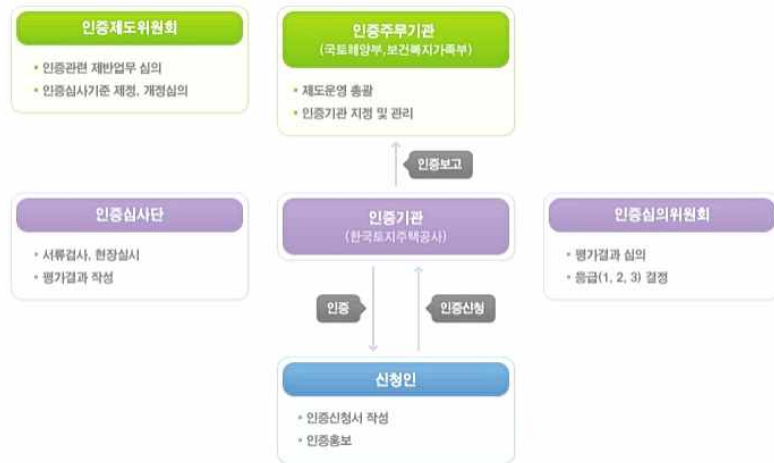 인증제도위원회
• 인증관련 제반업무 심의
• 인증심사기준 제정, 개정심의
인증주무기관
(국토해양부,보건복지가족부)
• 제도운영 총괄
• 인증기관 지정 및 관리
인증보고
인증심사단
• 서류검사, 현장실시
• 평가결과 작성
인증기관
(한국토지주택공사)
인증심의위원회
• 평가결과 심의
• 응급(1, 2, 3) 결정
인증
인증신청
신청인
• 인증신청서 작성
• 인증홍보